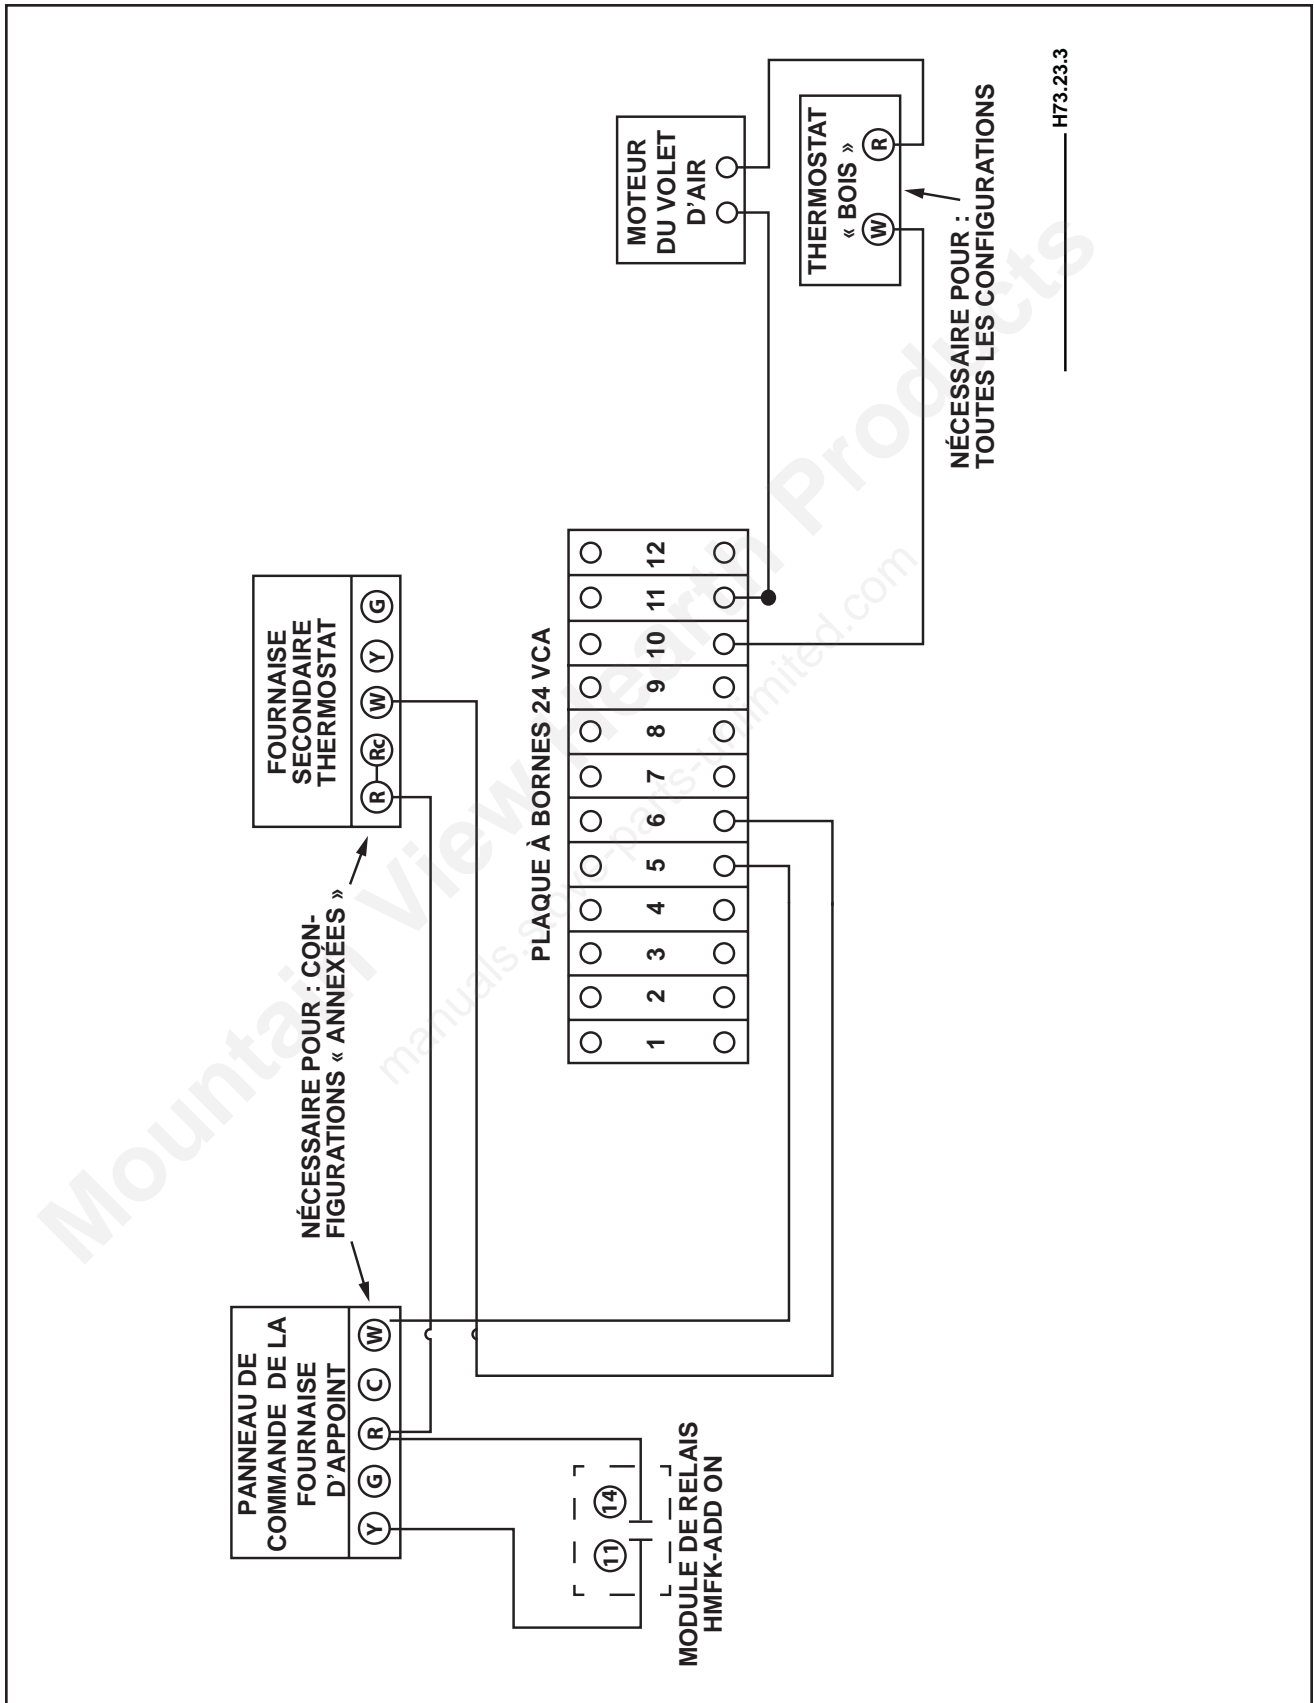 PANNEAU DE
COMMANDE DE LA
FOURNAISE
D'APPOINT
Y G R C W
NÉCESSAIRE POUR : CON-
FIGURATIONS « ANNEXÉES »
FOURNAISE
SECONDAIRE
THERMOSTAT
R Rc W Y G
MODULE DE RELAIS
HMFK-ADD ON
11 14
PLAQUE À BORNES 24 VCA
1 2 3 4 5 6 7 8 9 10 11 12
MOTEUR
DU VOLET
D'AIR
THERMOSTAT
« BOIS »
W R
NÉCESSAIRE POUR :
TOUTES LES CONFIGURATIONS
H73.23.3
Mountain View Hearth Products
manuals.stove-parts-unlimited.com